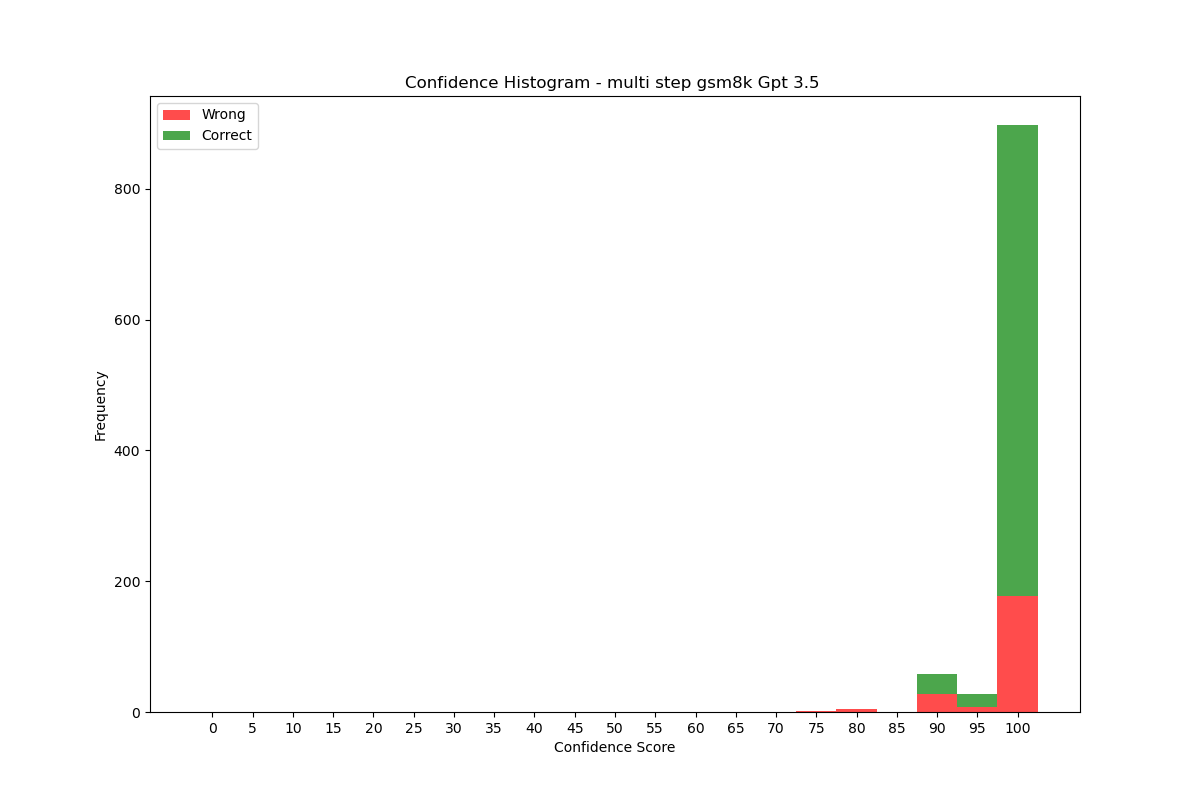 Confidence Histogram - multi step gsm8k Gpt 3.5
Wrong
Correct
800
600
400
200
0
Frequency
0 5 10 15 20 25 30 35 40 45 50 55 60 65 70 75 80 85 90 95 100
Confidence Score